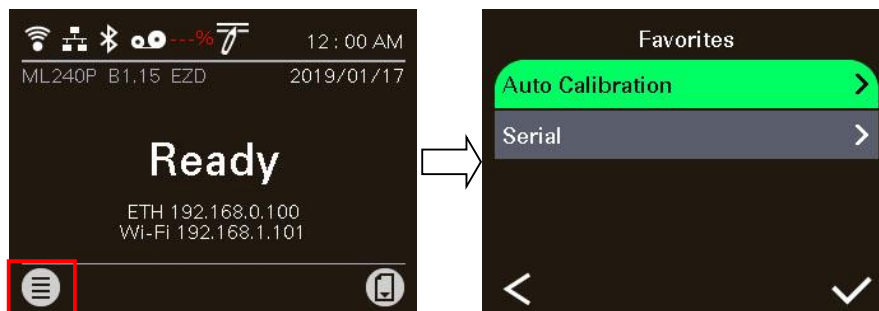 ---% 12:00 AM
ML240P B1.15 EZD 2019/01/17
Ready
ETH 192.168.0.100
Wi-Fi 192.168.1.101
Favorites
Auto Calibration
Serial